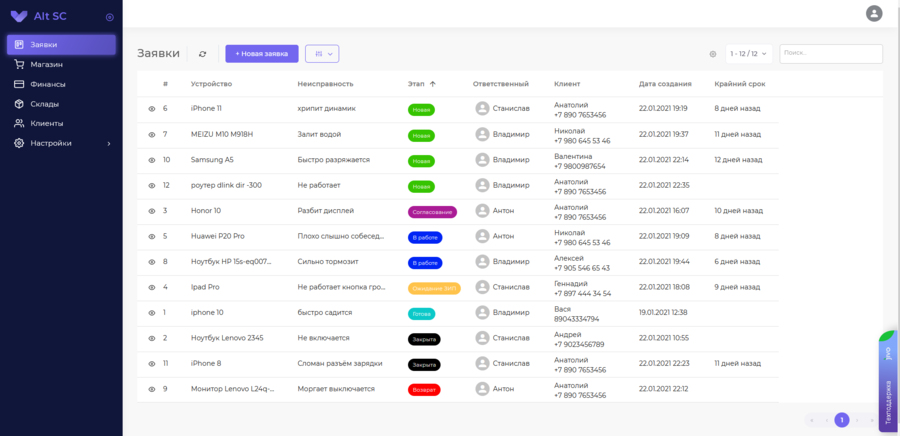 Alt SC
Заявки
Магазин
Финансы
Склады
Клиенты
Настройки
Заявки
+ Новая заявка
1 - 12 / 12
Поиск..
# Устройство Неисправность Этап Ответственный Клиент Дата создания Крайний срок
6 iPhone 11 хрипит динамик Новая Станислав Анатолий +7 890 7653456 22.01.2021 19:19 8 дней назад
7 MEIZU M10 M918H Залит водой Новая Владимир Николай +7 980 645 53 46 22.01.2021 19:37 11 дней назад
10 Samsung A5 Быстро разряжается Новая Владимир Валентина +7 9800987654 22.01.2021 22:14 12 дней назад
12 роутер dlink dir -300 Не работает Новая Владимир Анатолий +7 890 7653456 22.01.2021 22:35
3 Honor 10 Разбит дисплей Согласование Антон Анатолий +7 890 7653456 22.01.2021 16:07 10 дней назад
5 Huawei P20 Pro Плохо слышно собесед... В работе Антон Николай +7 980 645 53 46 22.01.2021 19:09 8 дней назад
8 Ноутбук HP 15s-eq007... Сильно тормозит В работе Владимир Алексей +7 905 546 65 43 22.01.2021 19:44 6 дней назад
4 Ipad Pro Не работает кнопка гро... Ожидание ЗИП Станислав Геннадий +7 897 444 34 54 22.01.2021 18:08 9 дней назад
1 iphone 10 быстро садится Готова Владимир Вася 89043334794 19.01.2021 12:38
2 Ноутбук Lenovo 2345 Не включается Закрыта Станислав Андрей +7 9023456789 22.01.2021 10:55
11 iPhone 8 Сломан разъём зарядки Закрыта Станислав Анатолий +7 890 7653456 22.01.2021 22:23 11 дней назад
9 Монитор Lenovo L24q-... Моргает выключается Возврат Антон Анатолий +7 890 7653456 22.01.2021 22:12
1
Техподдержка
jivo